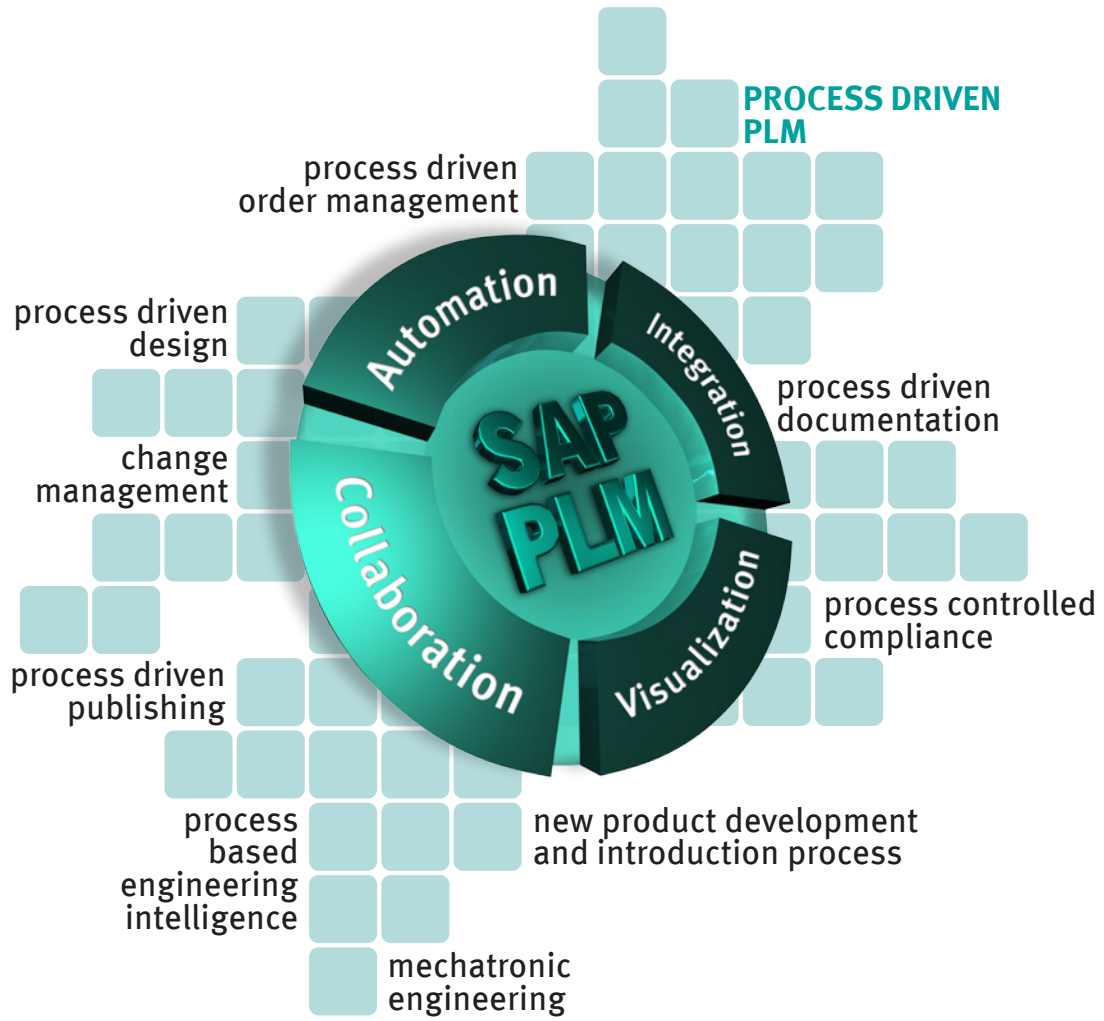 PROCESS DRIVEN
PLM
process driven
order management
Automation
Integration
process driven
design
process driven
documentation
SAP
PLM
change
management
Collaboration
Visualization
process controlled
compliance
process driven
publishing
process
based
engineering
intelligence
new product development
and introduction process
mechatronic
engineering